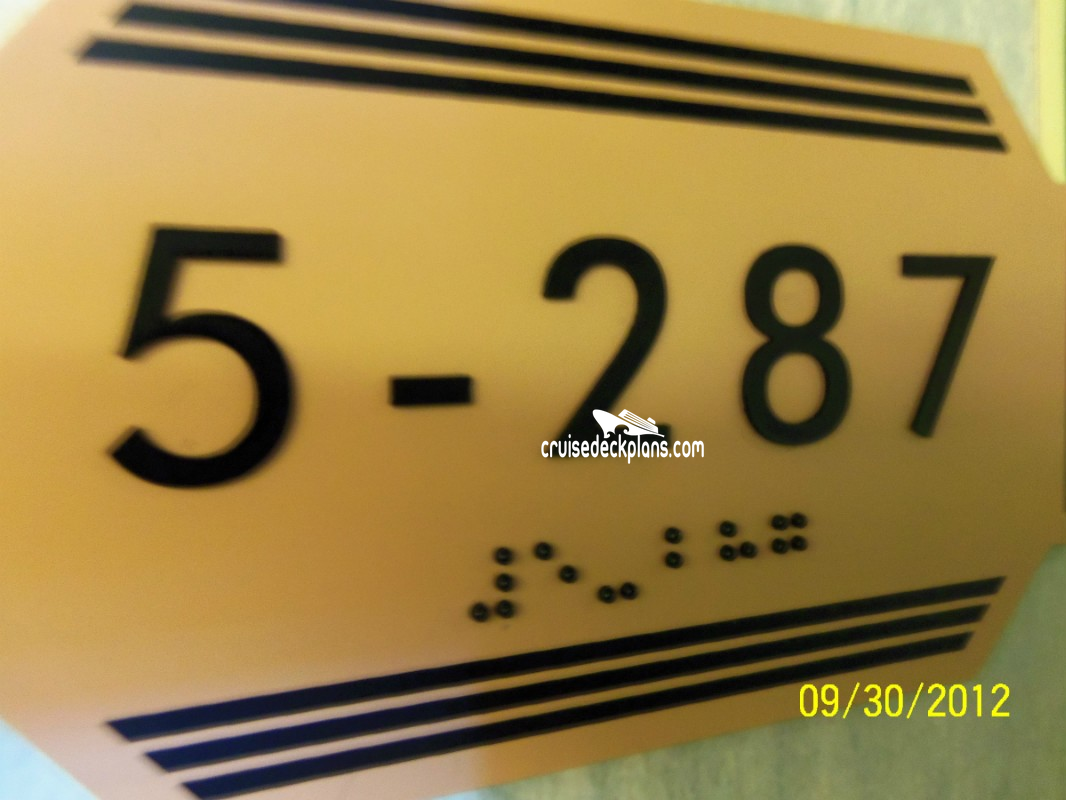 5-287
cruisedeckplans.com
⠼⠑⠤⠃⠓⠛
09/30/2012